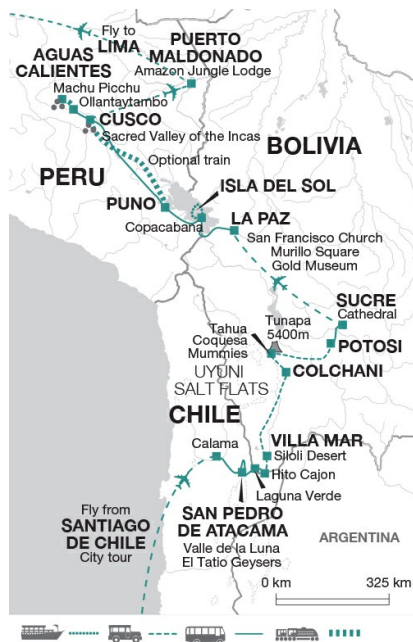 Fly to
LIMA
PUERTO
MALDONADO
Amazon Jungle Lodge
AGUAS
CALIENTES
Machu Picchu
Ollantaytambo
CUSCO
Sacred Valley of the Incas
Optional train
BOLIVIA
PERU
ISLA DEL SOL
PUNO
Copacabana
LA PAZ
San Francisco Church
Murillo Square
Gold Museum
SUCRE
Cathedral
Tunapa
5400m
Tahua
Coquesa
Mummies
POTOSI
UYUNI
SALT FLATS
COLCHANI
CHILE
Calama
VILLA MAR
Siloli Desert
Hito Cajon
Laguna Verde
Fly from
SANTIAGO
DE CHILE
City tour
SAN PEDRO
DE ATACAMA
Valle de la Luna
El Tatio Geysers
ARGENTINA
0 km
325 km